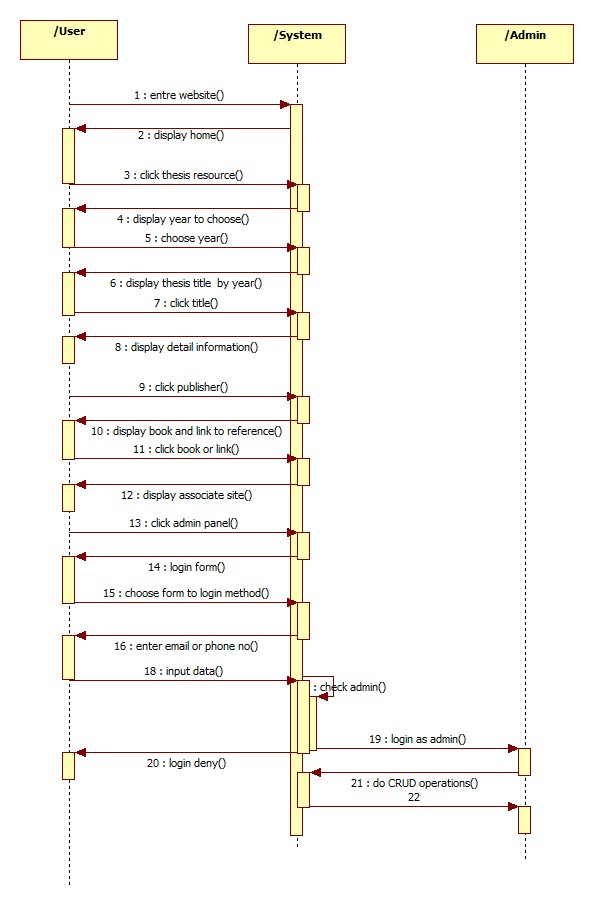 /User
/System
/Admin
1 : entre website()
2 : display home()
3 : click thesis resource()
4 : display year to choose()
5 : choose year()
6 : display thesis title  by year()
7 : click title()
8 : display detail information()
9 : click publisher()
10 : display book and link to reference()
11 : click book or link()
12 : display associate site()
13 : click admin panel()
14 : login form()
15 : choose form to login method()
16 : enter email or phone no()
18 : input data()
: check admin()
19 : login as admin()
20 : login deny()
21 : do CRUD operations()
22